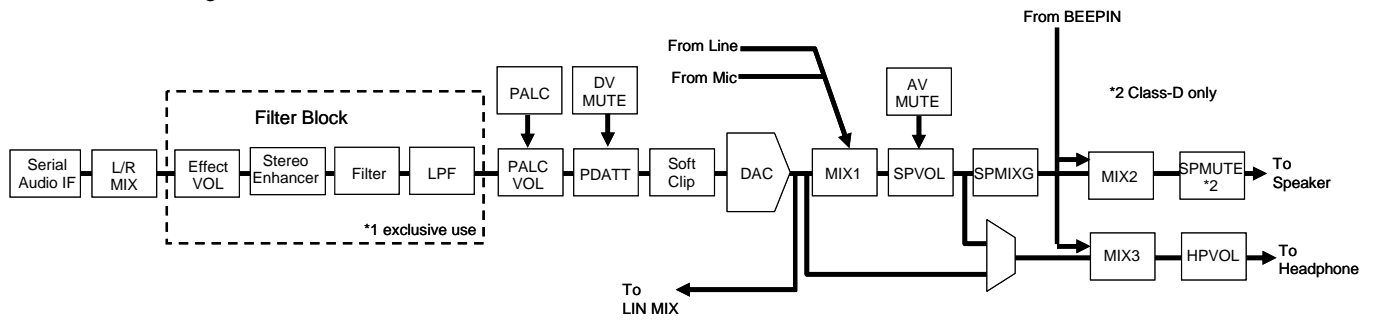 From BEEPIN
From Line
From Mic
PALC
DV
MUTE
AV
MUTE
*2 Class-D only
Filter Block
Serial
Audio IF
L/R
MIX
Effect
VOL
Stereo
Enhancer
Filter
LPF
PALC
VOL
PDATT
Soft
Clip
DAC
MIX1
SPVOL
SPMIXG
MIX2
SPMUTE
*2
To
Speaker
*1 exclusive use
MIX3
HPVOL
To
Headphone
To
LIN MIX